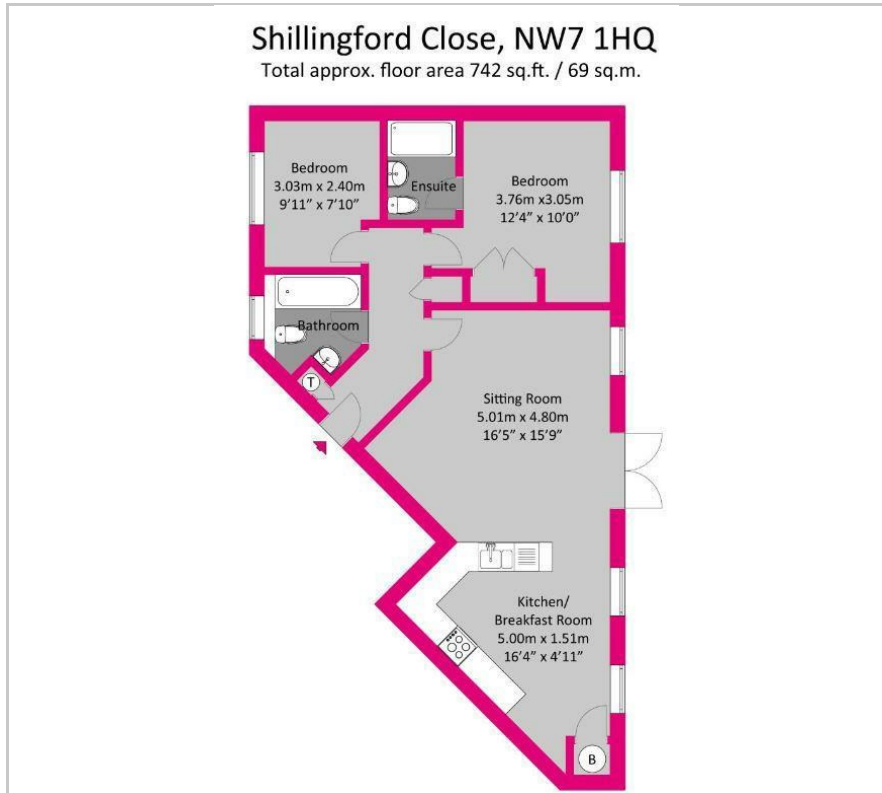 Shillingford Close, NW7 1HQ
Total approx. floor area 742 sq.ft. / 69 sq.m.
Bedroom
3.03m x 2.40m
9'11” x 7'10”
Ensuite
Bedroom
3.76m x3.05m
12'4” x 10'0”
Bathroom
T
Sitting Room
5.01m x 4.80m
16'5” x 15'9”
Kitchen/
Breakfast Room
5.00m x 1.51m
16'4” x 4'11”
B